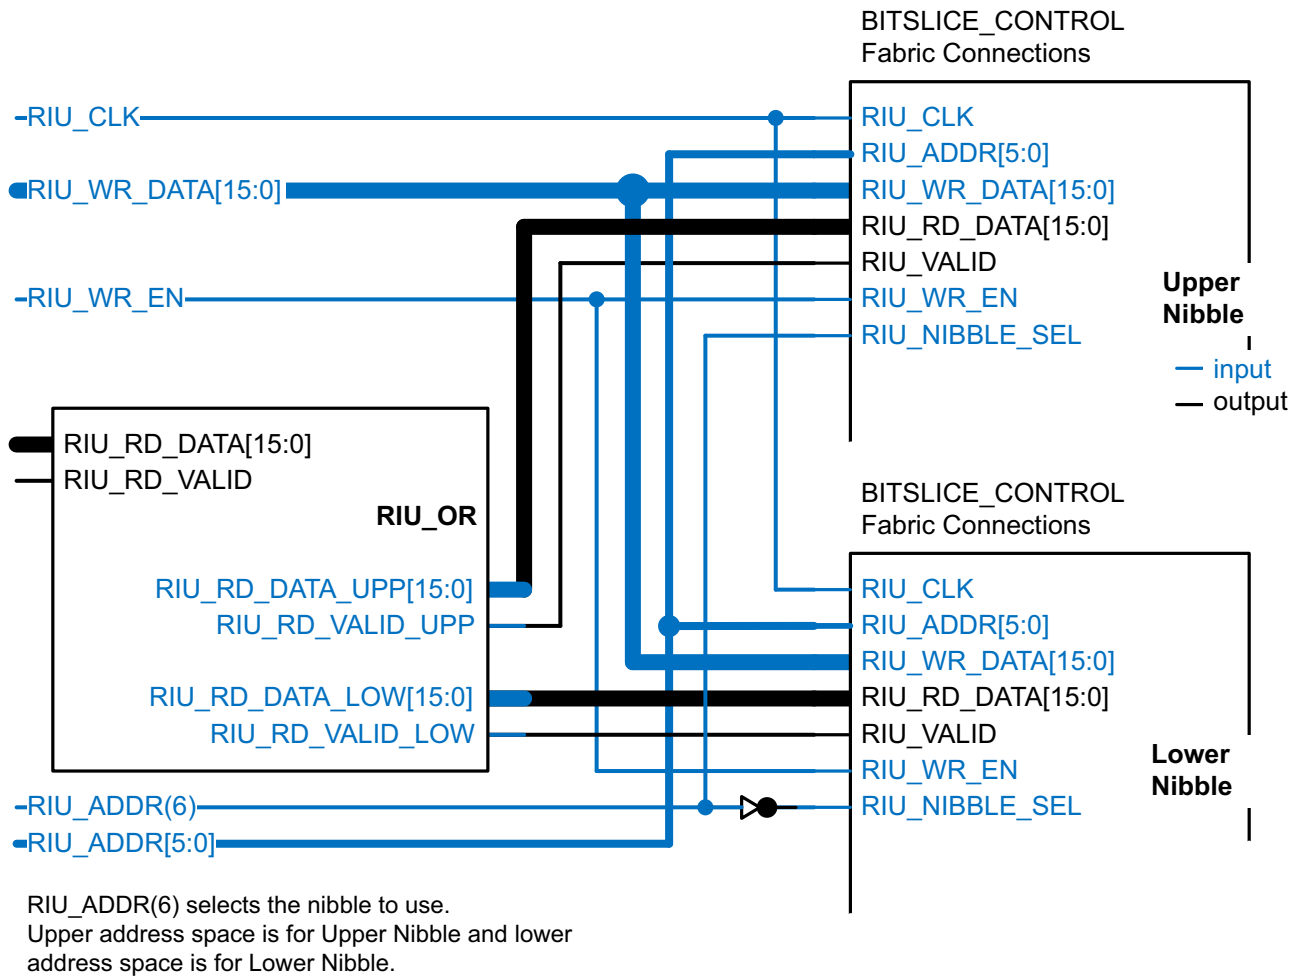 BITSLICE_CONTROL
Fabric Connections
RIU_CLK
RIU_WR_DATA[15:0]
RIU_WR_EN
RIU_CLK
RIU_ADDR[5:0]
RIU_WR_DATA[15:0]
RIU_RD_DATA[15:0]
RIU_VALID
RIU_WR_EN
RIU_NIBBLE_SEL
Upper
Nibble
input
output
RIU_RD_DATA[15:0]
RIU_RD_VALID
RIU_OR
RIU_RD_DATA_UPP[15:0]
RIU_RD_VALID_UPP
RIU_RD_DATA_LOW[15:0]
RIU_RD_VALID_LOW
BITSLICE_CONTROL
Fabric Connections
RIU_CLK
RIU_ADDR[5:0]
RIU_WR_DATA[15:0]
RIU_RD_DATA[15:0]
RIU_VALID
RIU_WR_EN
RIU_NIBBLE_SEL
Lower
Nibble
RIU_ADDR(6)
RIU_ADDR[5:0]
RIU_ADDR(6) selects the nibble to use.
Upper address space is for Upper Nibble and lower
address space is for Lower Nibble.